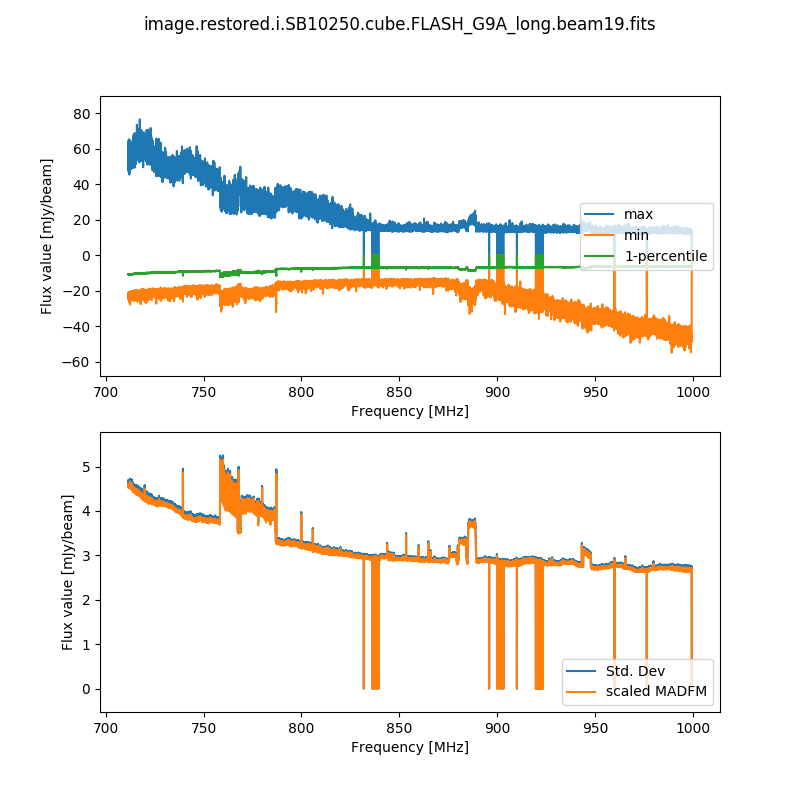 image.restored.i.SB10250.cube.FLASH_G9A_long.beam19.fits
Flux value [mJy/beam]
80
60
40
20
0
−20
−40
−60
max
min
1-percentile
700 750 800 850 900 950 1000
Frequency [MHz]
Flux value [mJy/beam]
5
4
3
2
1
0
Std. Dev
scaled MADFM
700 750 800 850 900 950 1000
Frequency [MHz]